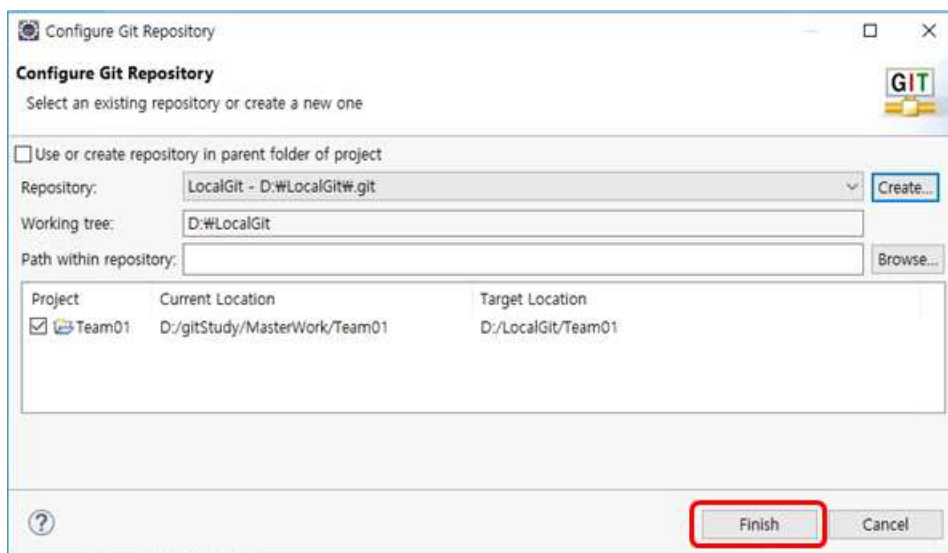 Configure Git Repository
Configure Git Repository
GIT
Select an existing repository or create a new one
Use or create repository in parent folder of project
Repository: LocalGit - D:₩LocalGit₩.git Create...
Working tree: D:₩LocalGit
Path within repository: Browse...
Project Current Location Target Location
Team01 D:/gitStudy/MasterWork/Team01 D:/LocalGit/Team01
? Finish Cancel